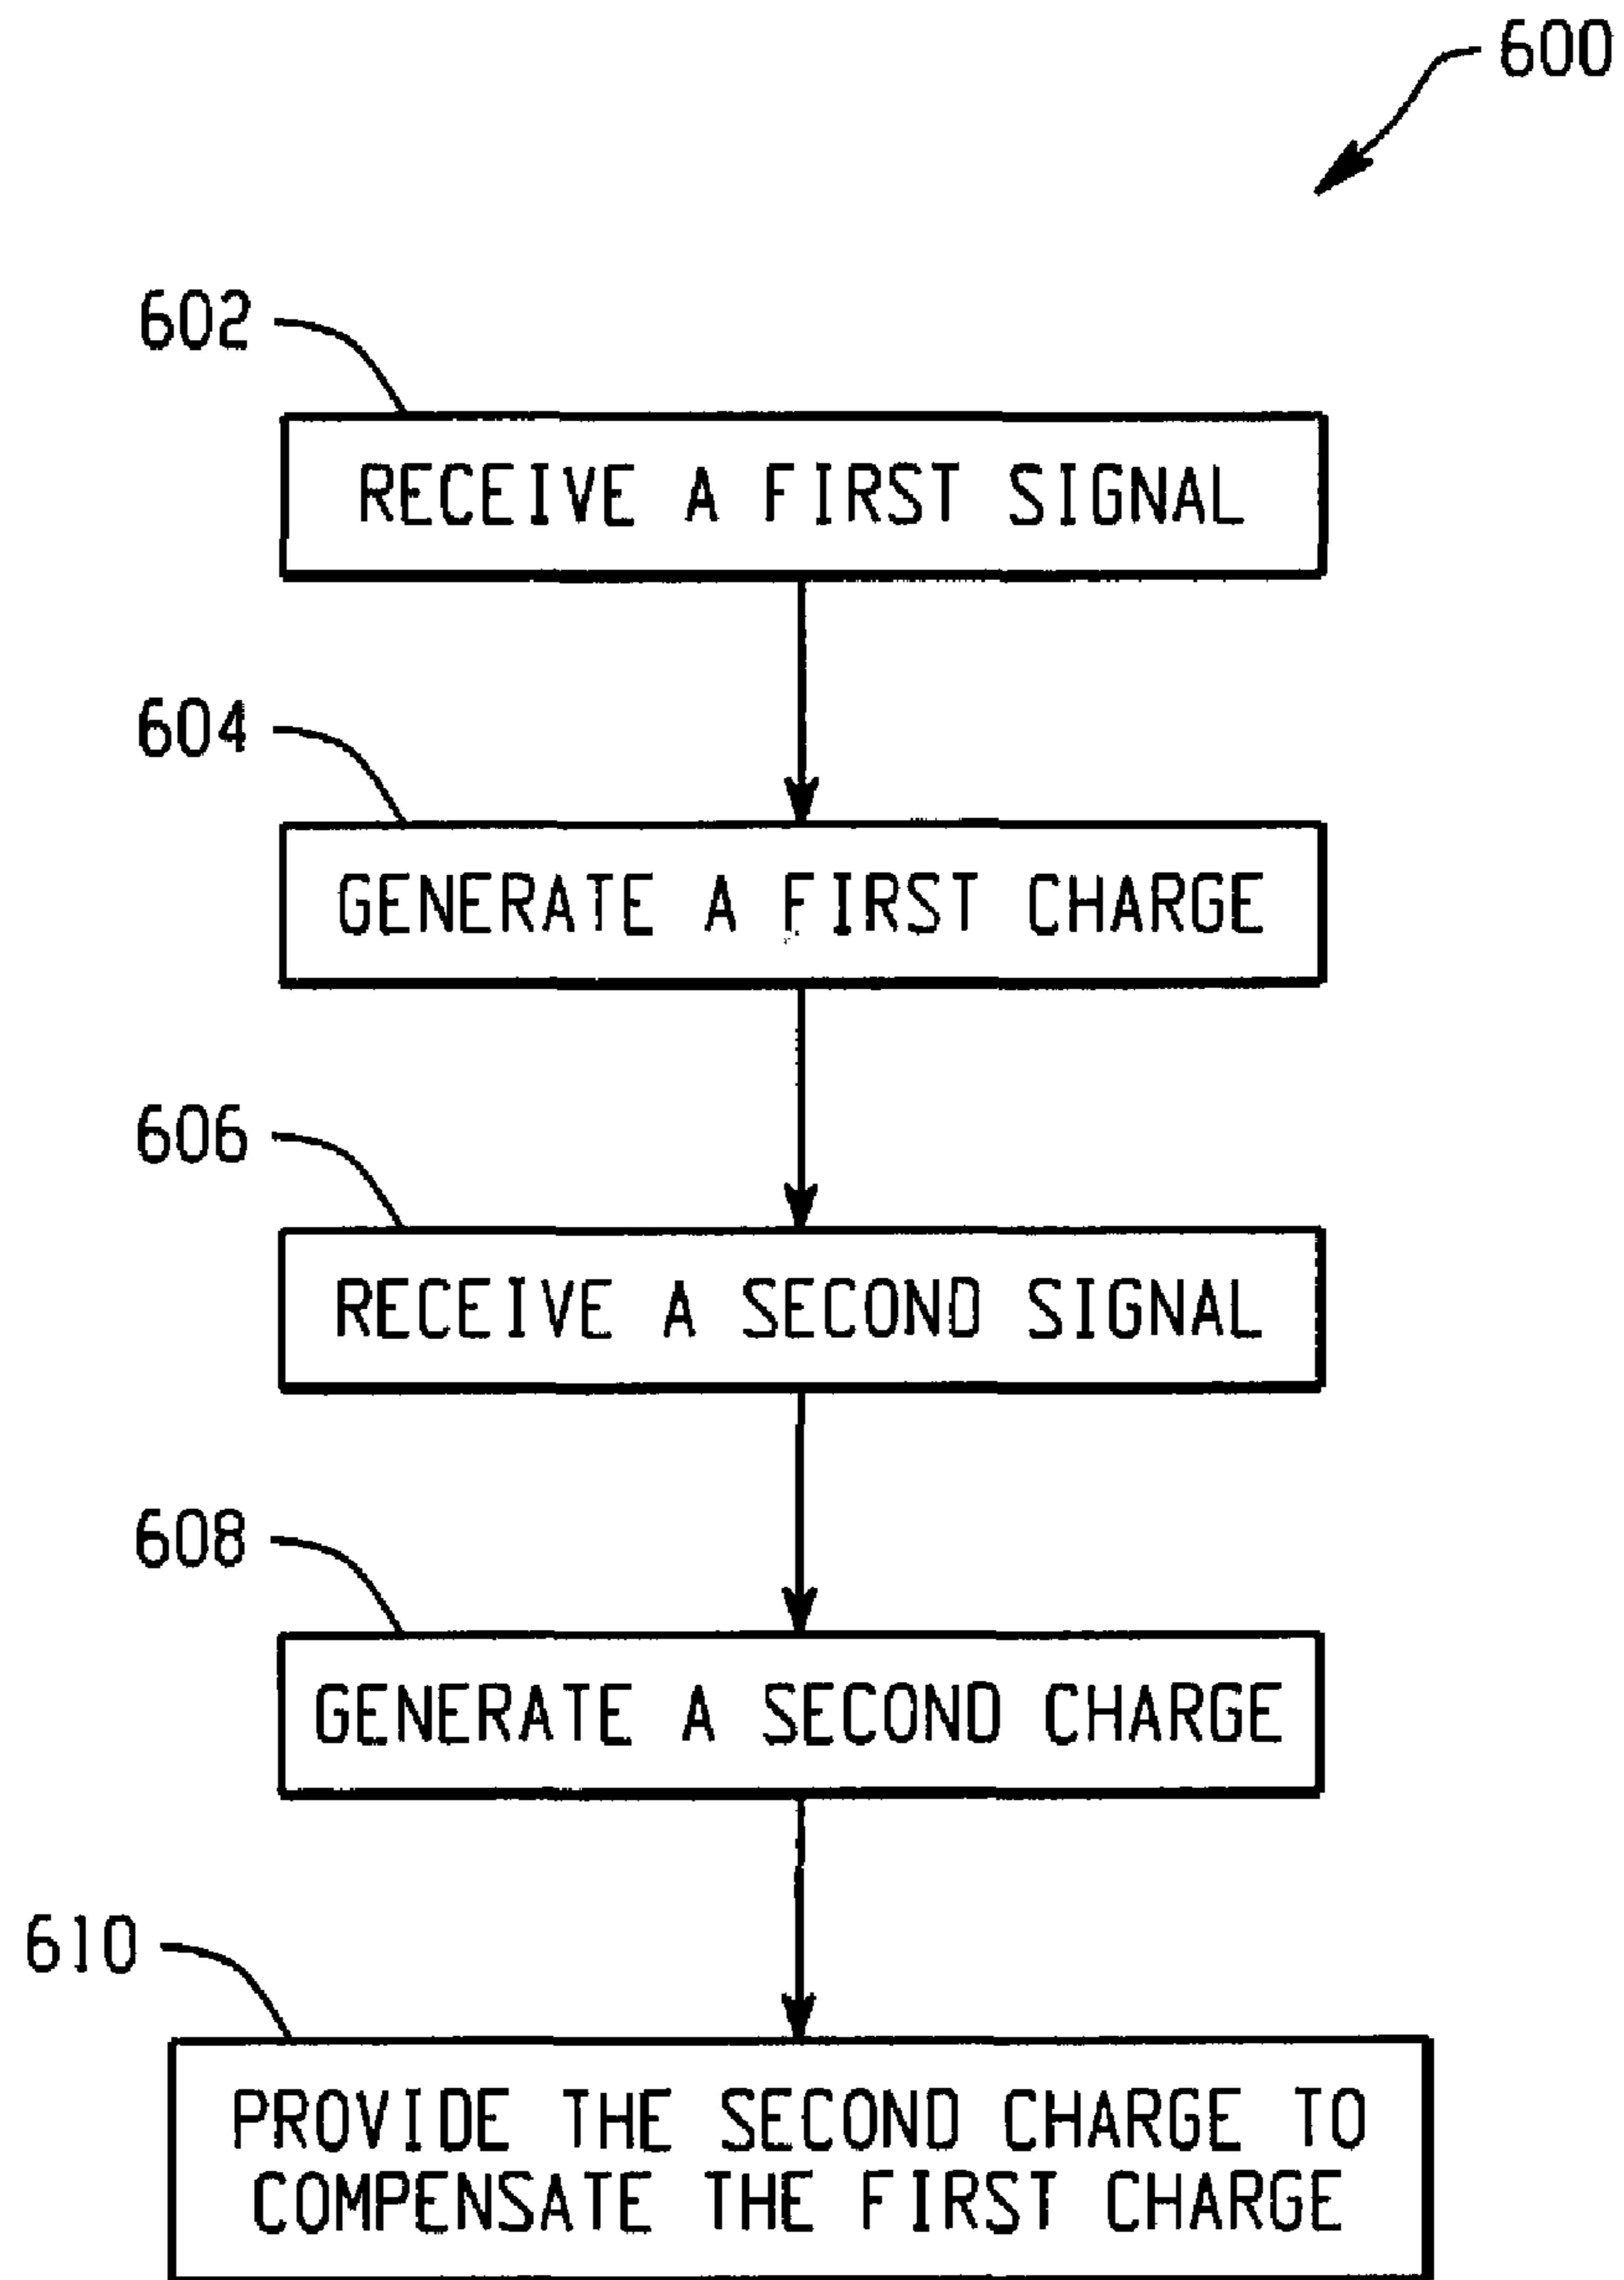 600
602
RECEIVE A FIRST SIGNAL
604
GENERATE A FIRST CHARGE
606
RECEIVE A SECOND SIGNAL
608
GENERATE A SECOND CHARGE
610
PROVIDE THE SECOND CHARGE TO
COMPENSATE THE FIRST CHARGE